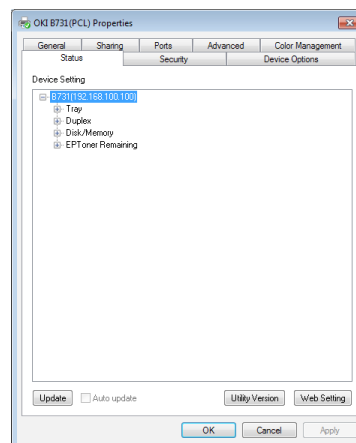 OKI B731(PCL) Properties
General Sharing Ports Advanced Color Management
Status Security Device Options
Device Setting
B731(192.168.100.100)
Tray
Duplex
Disk/Memory
EPToner Remaining
Update Auto update Utility Version Web Setting
OK Cancel Apply